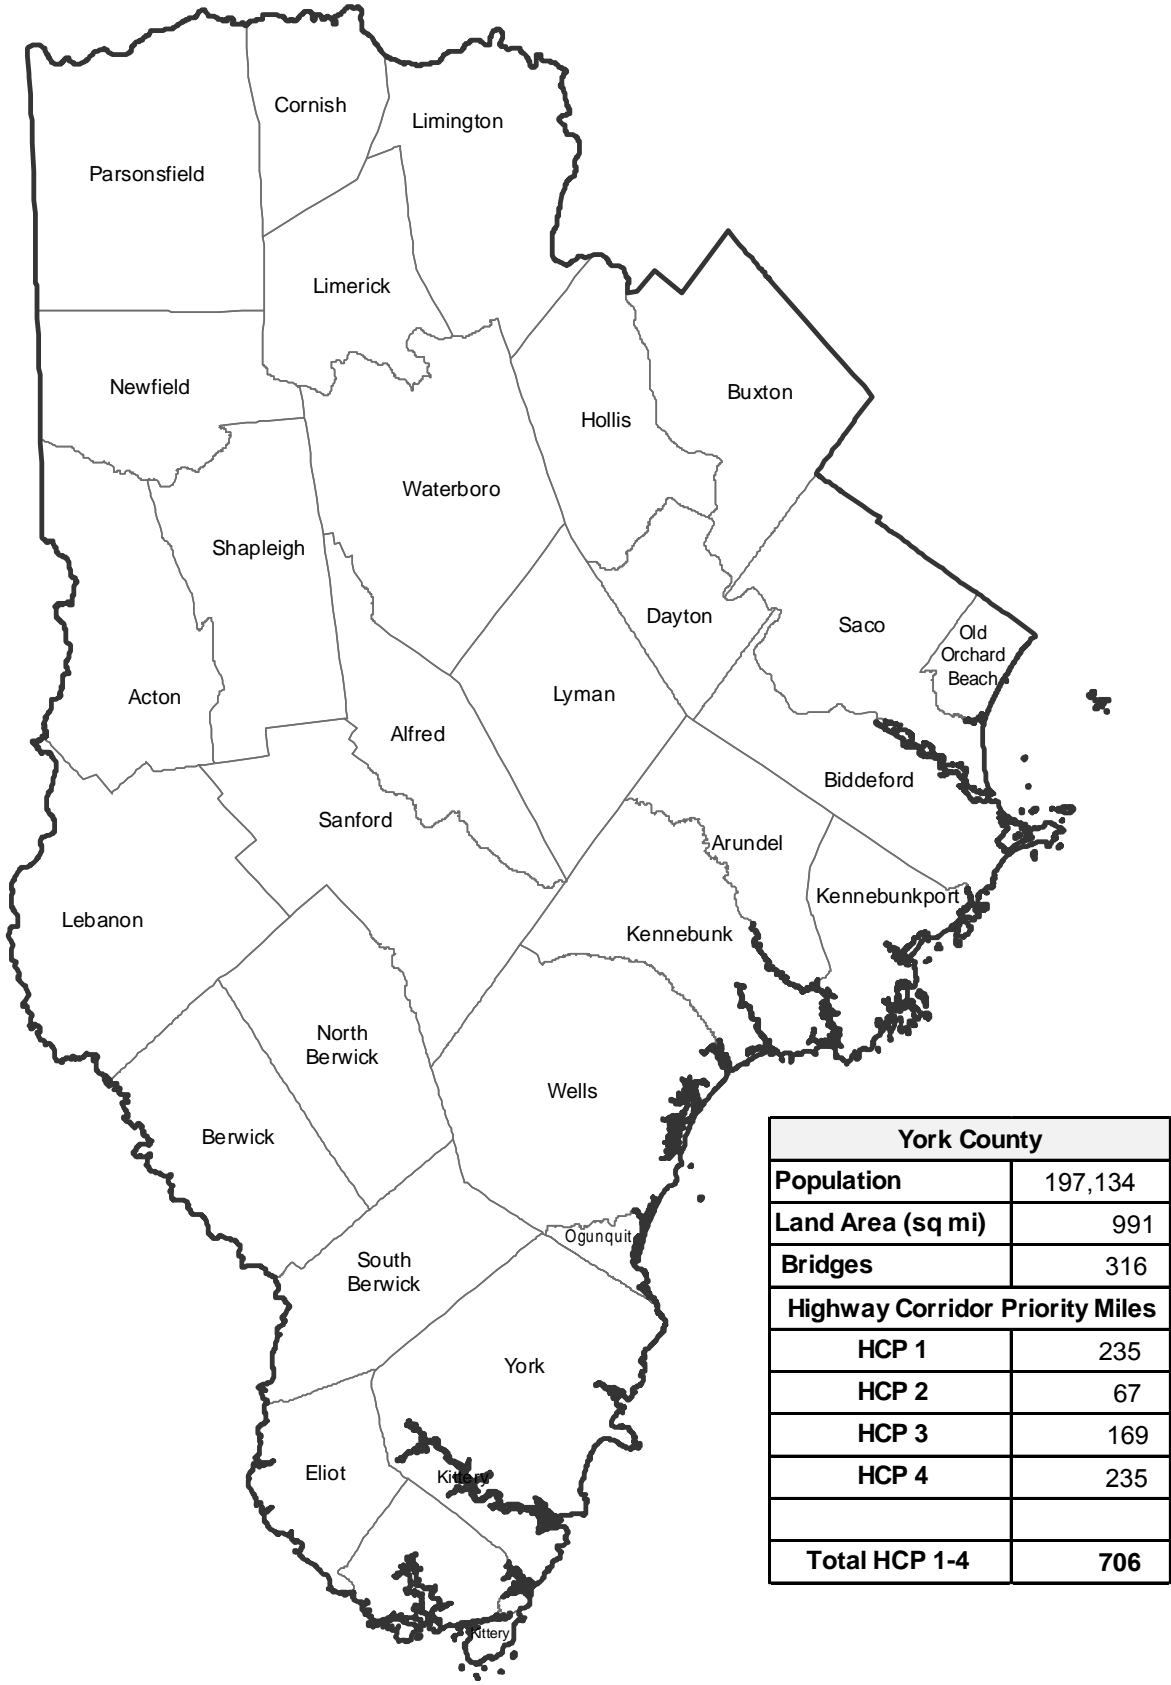 Cornish
Limington
Parsonsfield
Limerick
Newfield
Buxton
Hollis
Waterboro
Shapleigh
Dayton
Saco
Old
Orchard
Beach
Acton
Lyman
Alfred
Biddeford
Sanford
Arundel
Kennebunkport
Lebanon
Kennebunk
North
Berwick
Wells
Berwick
Ogunquit
South
Berwick
York
Eliot
Kittery
Kittery
York County
Population 197,134
Land Area (sq mi) 991
Bridges 316
Highway Corridor Priority Miles
HCP 1 235
HCP 2 67
HCP 3 169
HCP 4 235
Total HCP 1-4 706